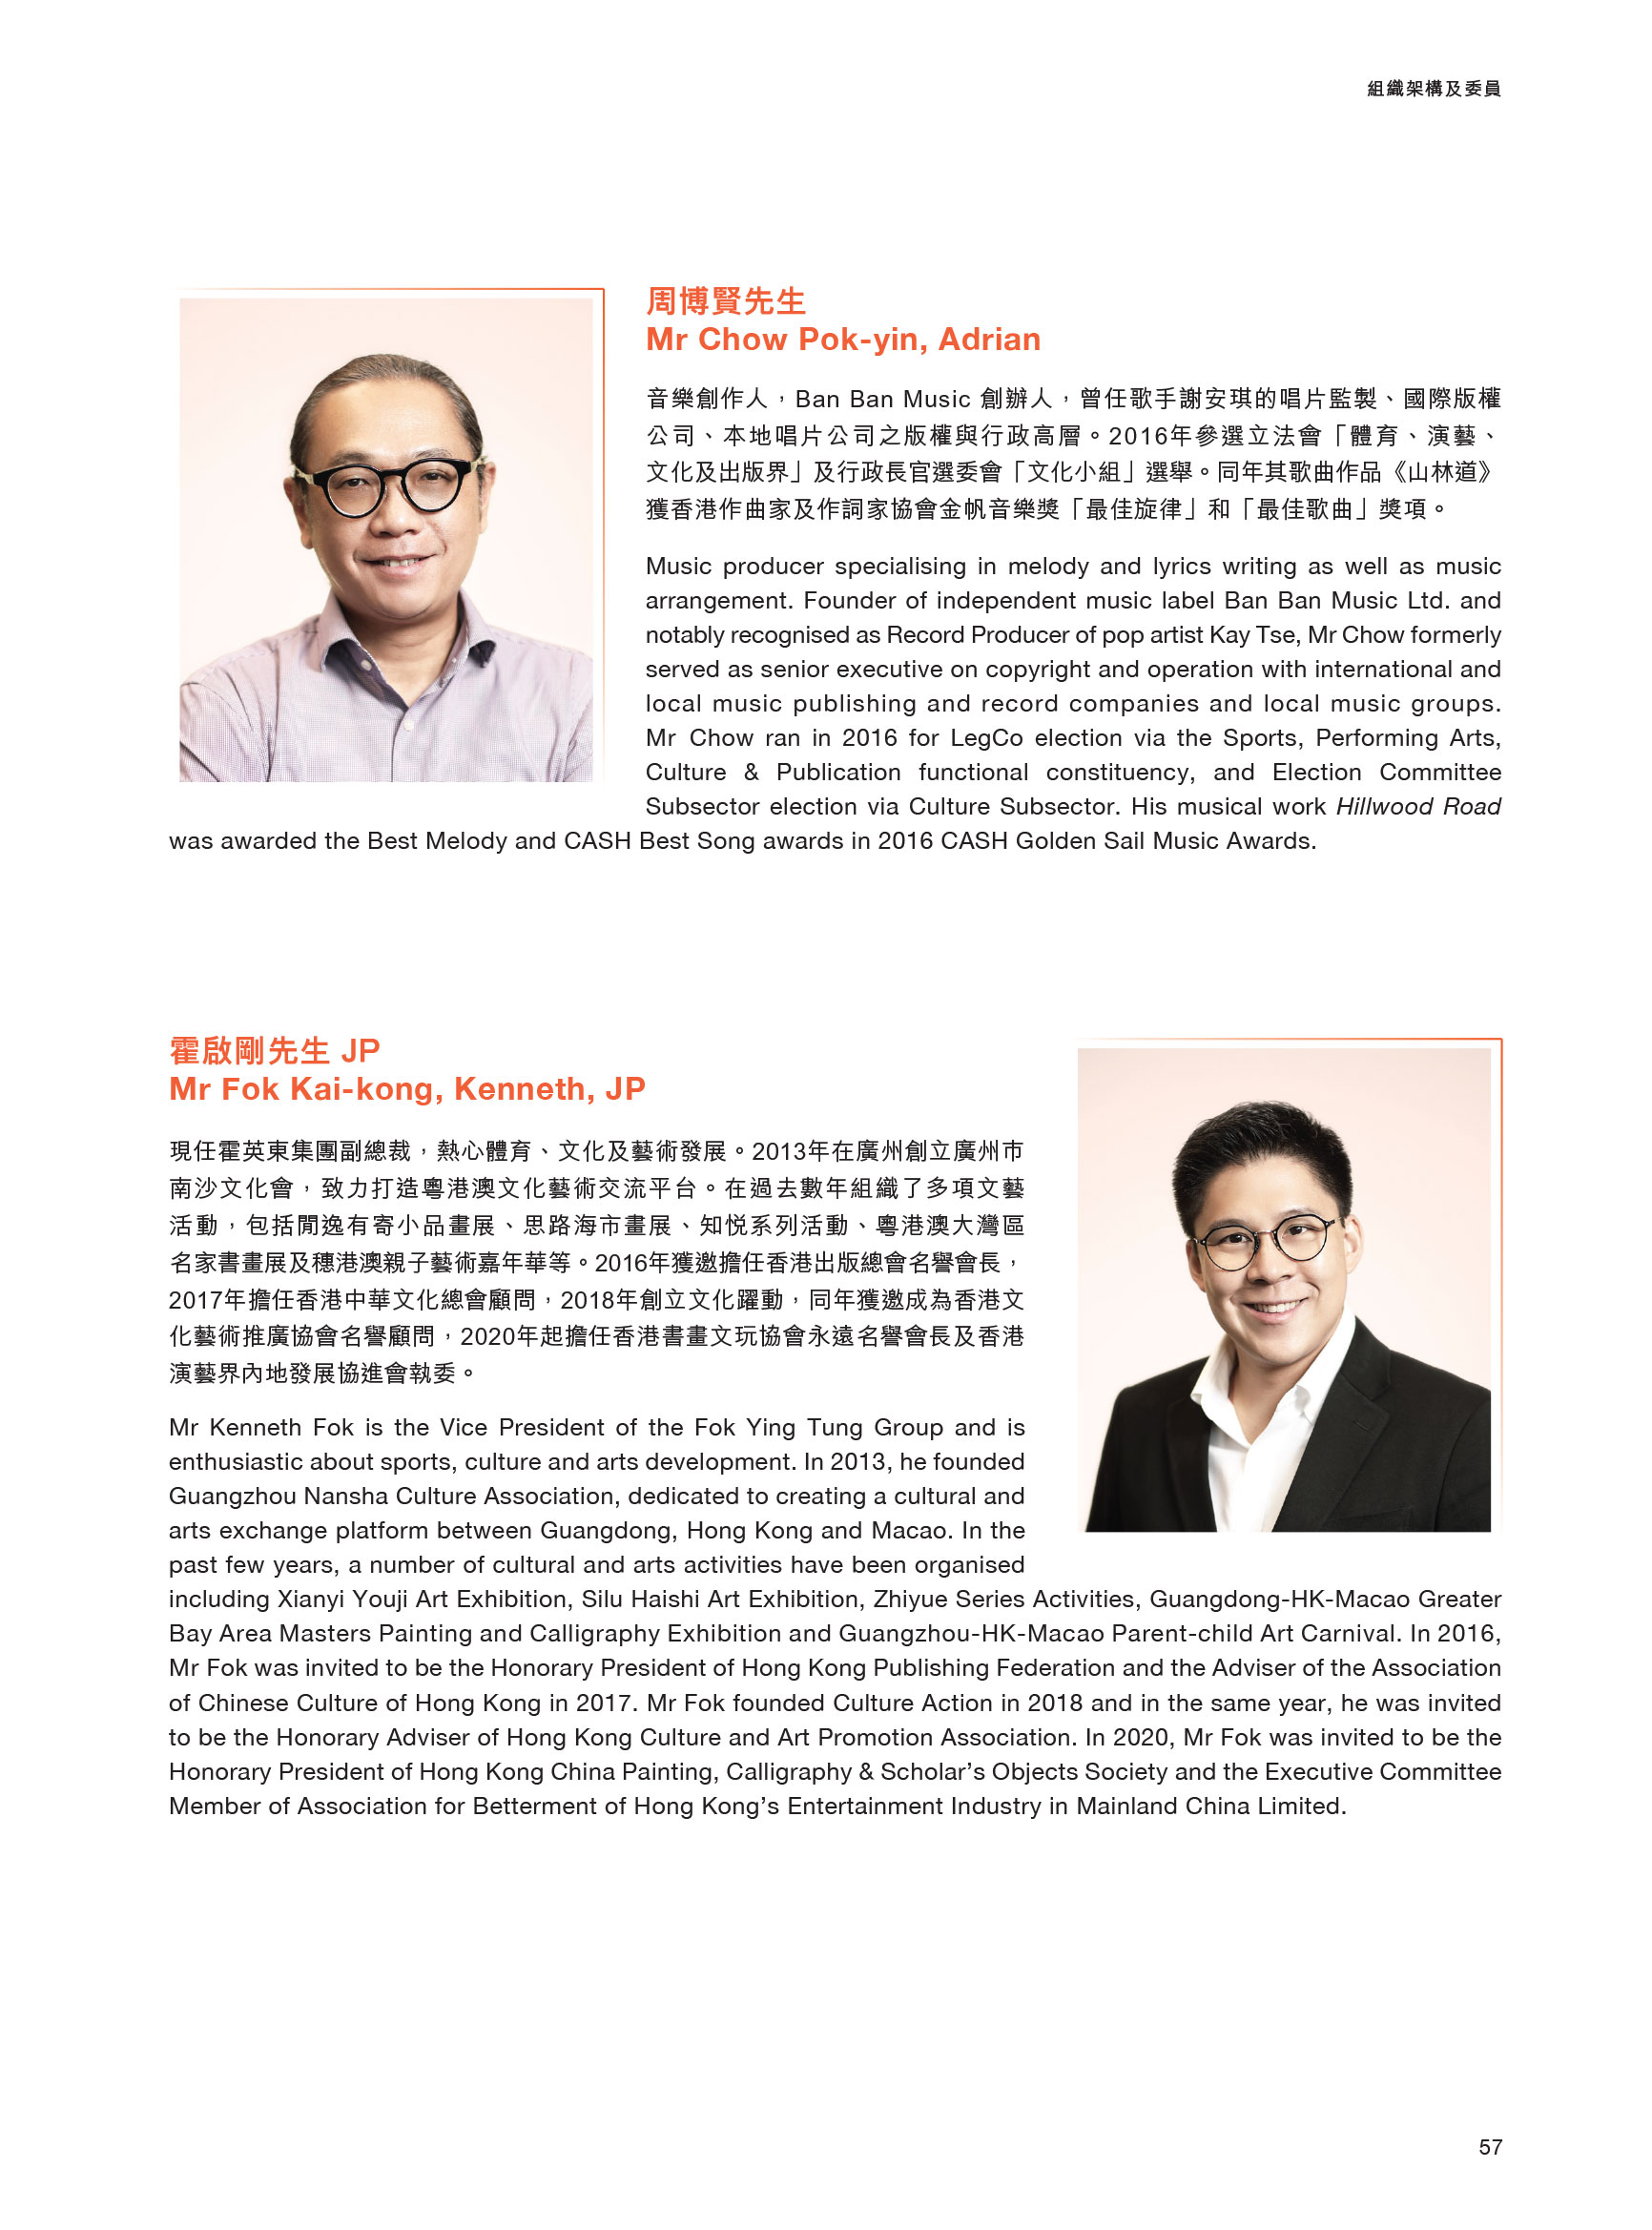 組織架構及委員
周博賢先生
Mr Chow Pok-yin, Adrian
音樂創作人，Ban Ban Music 創辦人，曾任歌手謝安琪的唱片監製、國際版權
公司、本地唱片公司之版權與行政高層。2016年參選立法會「體育、演藝、
文化及出版界」及行政長官選委會「文化小組」選舉。同年其歌曲作品《山林道》
獲香港作曲家及作詞家協會金帆音樂獎「最佳旋律」和「最佳歌曲」獎項。
Music producer specialising in melody and lyrics writing as well as music
arrangement. Founder of independent music label Ban Ban Music Ltd. and
notably recognised as Record Producer of pop artist Kay Tse, Mr Chow formerly
served as senior executive on copyright and operation with international and
local music publishing and record companies and local music groups.
Mr Chow ran in 2016 for LegCo election via the Sports, Performing Arts,
Culture & Publication functional constituency, and Election Committee
Subsector election via Culture Subsector. His musical work Hillwood Road
was awarded the Best Melody and CASH Best Song awards in 2016 CASH Golden Sail Music Awards.
霍啟剛先生 JP
Mr Fok Kai-kong, Kenneth, JP
現任霍英東集團副總裁，熱心體育、文化及藝術發展。2013年在廣州創立廣州市
南沙文化會，致力打造粵港澳文化藝術交流平台。在過去數年組織了多項文藝
活動，包括閒逸有寄小品畫展、思路海市畫展、知悦系列活動、粵港澳大灣區
名家書畫展及穗港澳親子藝術嘉年華等。2016年獲邀擔任香港出版總會名譽會長，
2017年擔任香港中華文化總會顧問，2018年創立文化躍動，同年獲邀成為香港文
化藝術推廣協會名譽顧問，2020年起擔任香港書畫文玩協會永遠名譽會長及香港
演藝界內地發展協進會執委。
Mr Kenneth Fok is the Vice President of the Fok Ying Tung Group and is
enthusiastic about sports, culture and arts development. In 2013, he founded
Guangzhou Nansha Culture Association, dedicated to creating a cultural and
arts exchange platform between Guangdong, Hong Kong and Macao. In the
past few years, a number of cultural and arts activities have been organised
including Xianyi Youji Art Exhibition, Silu Haishi Art Exhibition, Zhiyue Series Activities, Guangdong-HK-Macao Greater
Bay Area Masters Painting and Calligraphy Exhibition and Guangzhou-HK-Macao Parent-child Art Carnival. In 2016,
Mr Fok was invited to be the Honorary President of Hong Kong Publishing Federation and the Adviser of the Association
of Chinese Culture of Hong Kong in 2017. Mr Fok founded Culture Action in 2018 and in the same year, he was invited
to be the Honorary Adviser of Hong Kong Culture and Art Promotion Association. In 2020, Mr Fok was invited to be the
Honorary President of Hong Kong China Painting, Calligraphy & Scholar’s Objects Society and the Executive Committee
Member of Association for Betterment of Hong Kong’s Entertainment Industry in Mainland China Limited.
57